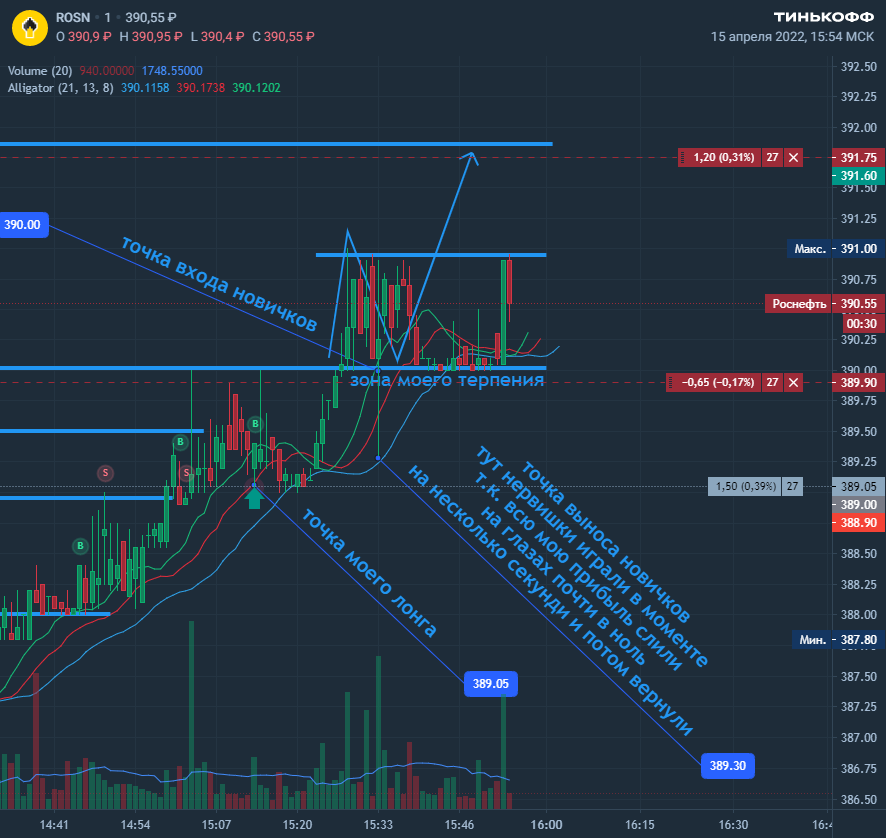 ROSN • 1 • 390,55 ₽
O 390,9 ₽ H 390,95 ₽ L 390,4 ₽ C 390,55 ₽
ТИНЬКОФФ
15 апреля 2022, 15:54 МСК
Volume (20) 940.00000 1748.55000
Alligator (21, 13, 8) 390.1158 390.1738 390.1202
392.50
392.25
392.00
1,20 (0,31%) 27 X 391.75
391.60
391.50
391.25
390.00
точка входа новичков
Макс. 391.00
390.75
Роснефть 390.55
00:30
390.25
390.00
зона моего терпения
−0,65 (−0,17%) 27 X 389.90
389.75
389.50
B
B
389.25
S
S
1,50 (0,39%) 27 389.05
389.00
388.90
B
точка моего лонга
Точка выноса новичков
тут нервишки играли в моменте
т.к. всю мою прибыль слили
на глазах почти в ноль
на несколько секунди и потом вернули
388.50
388.25
388.00
Мин. 387.80
387.50
389.05
387.25
387.00
389.30
386.75
386.50
14:41 14:54 15:07 15:20 15:33 15:46 16:00 16:15 16:30 16:4